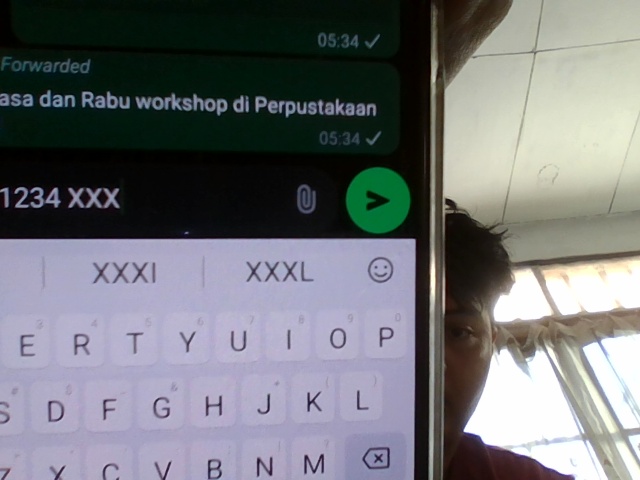 05:34
Forwarded
asa dan Rabu workshop di Perpustakaan
05:34
1234 XXX
XXXI XXXL
3 4 5 6 7 8 9 0
E R T Y U I O P
S D F G H J K L
Z X C V B N M